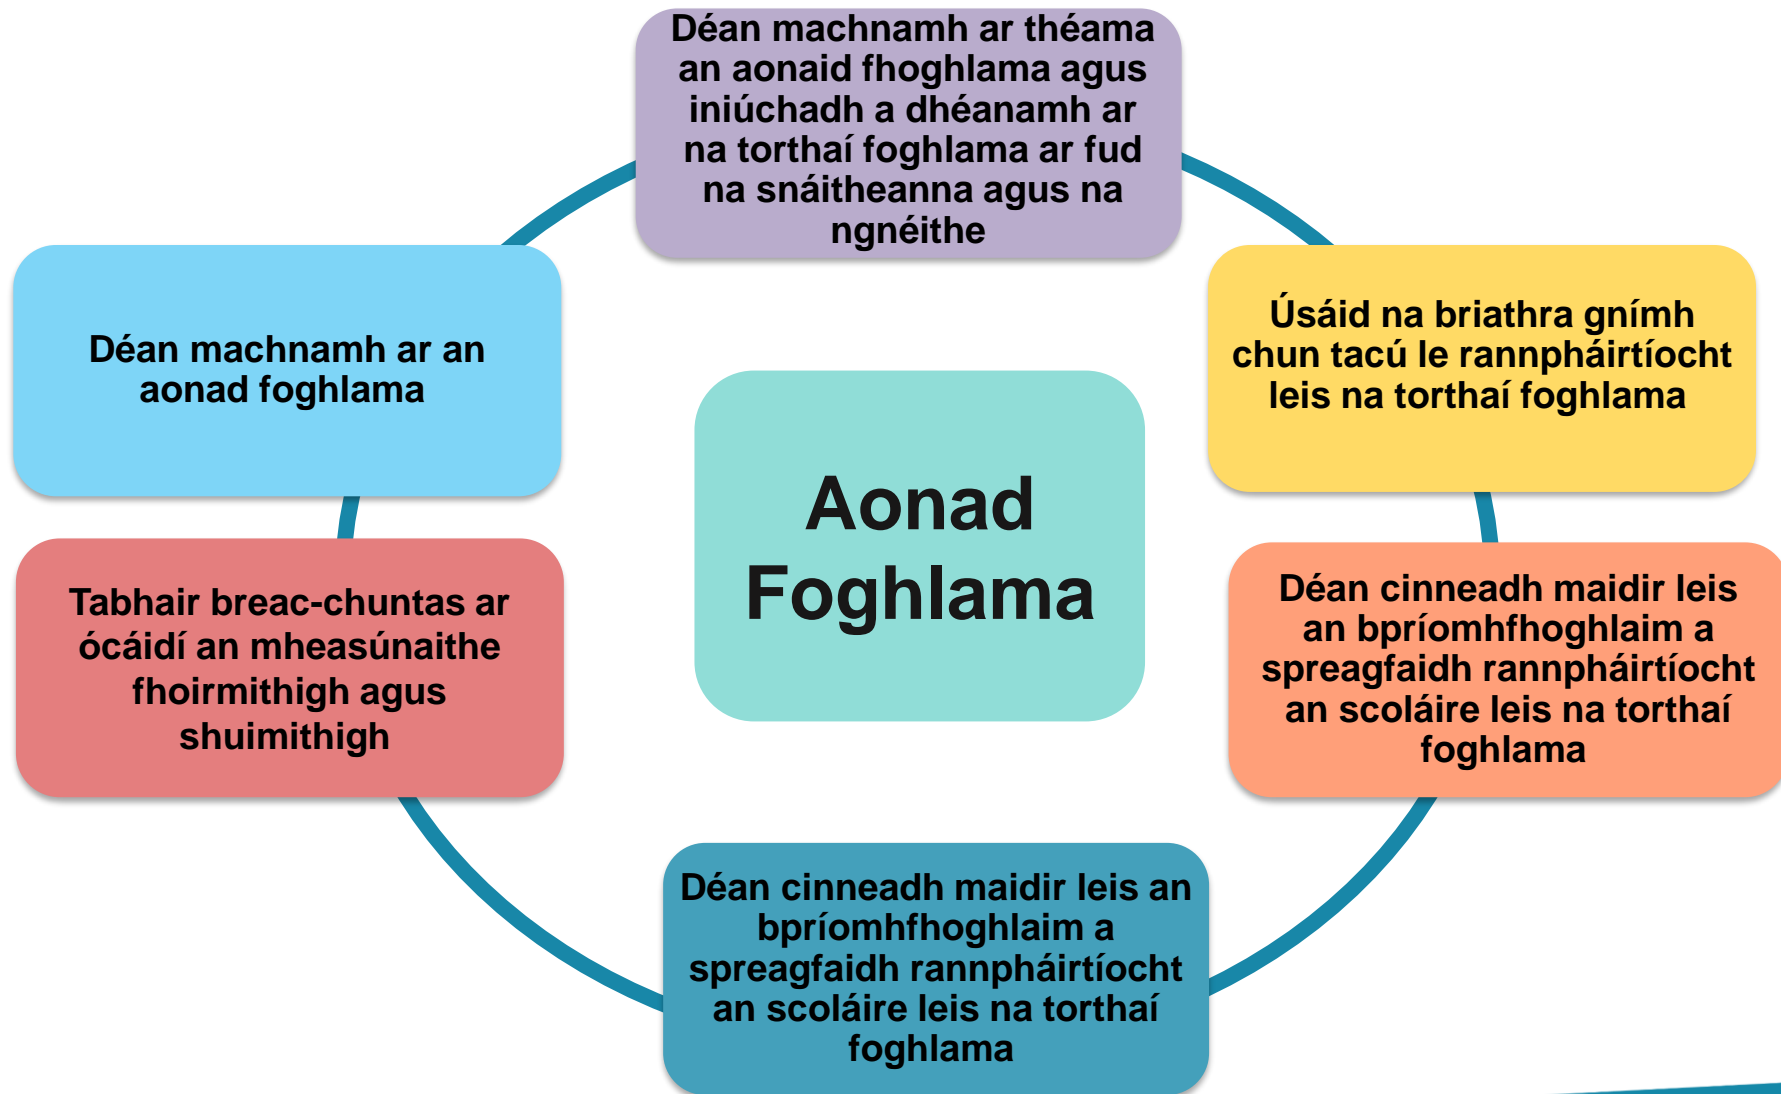 Déan machnamh ar théama
an aonaid fhoghlama agus
iniúchadh a dhéanamh ar
na torthaí foghlama ar fud
na snáitheanna agus na
ngnéithe
Úsáid na briathra gnímh
chun tacú le rannpháirtíocht
leis na torthaí foghlama
Déan cinneadh maidir leis
an bpríomhfhoghlaim a
spreagfaidh rannpháirtíocht
an scoláire leis na torthaí
foghlama
Déan cinneadh maidir leis an
bpríomhfhoghlaim a
spreagfaidh rannpháirtíocht
an scoláire leis na torthaí
foghlama
Tabhair breac-chuntas ar
ócáidí an mheasúnaithe
fhoirmithigh agus
shuimithigh
Déan machnamh ar an
aonad foghlama
Aonad
Foghlama